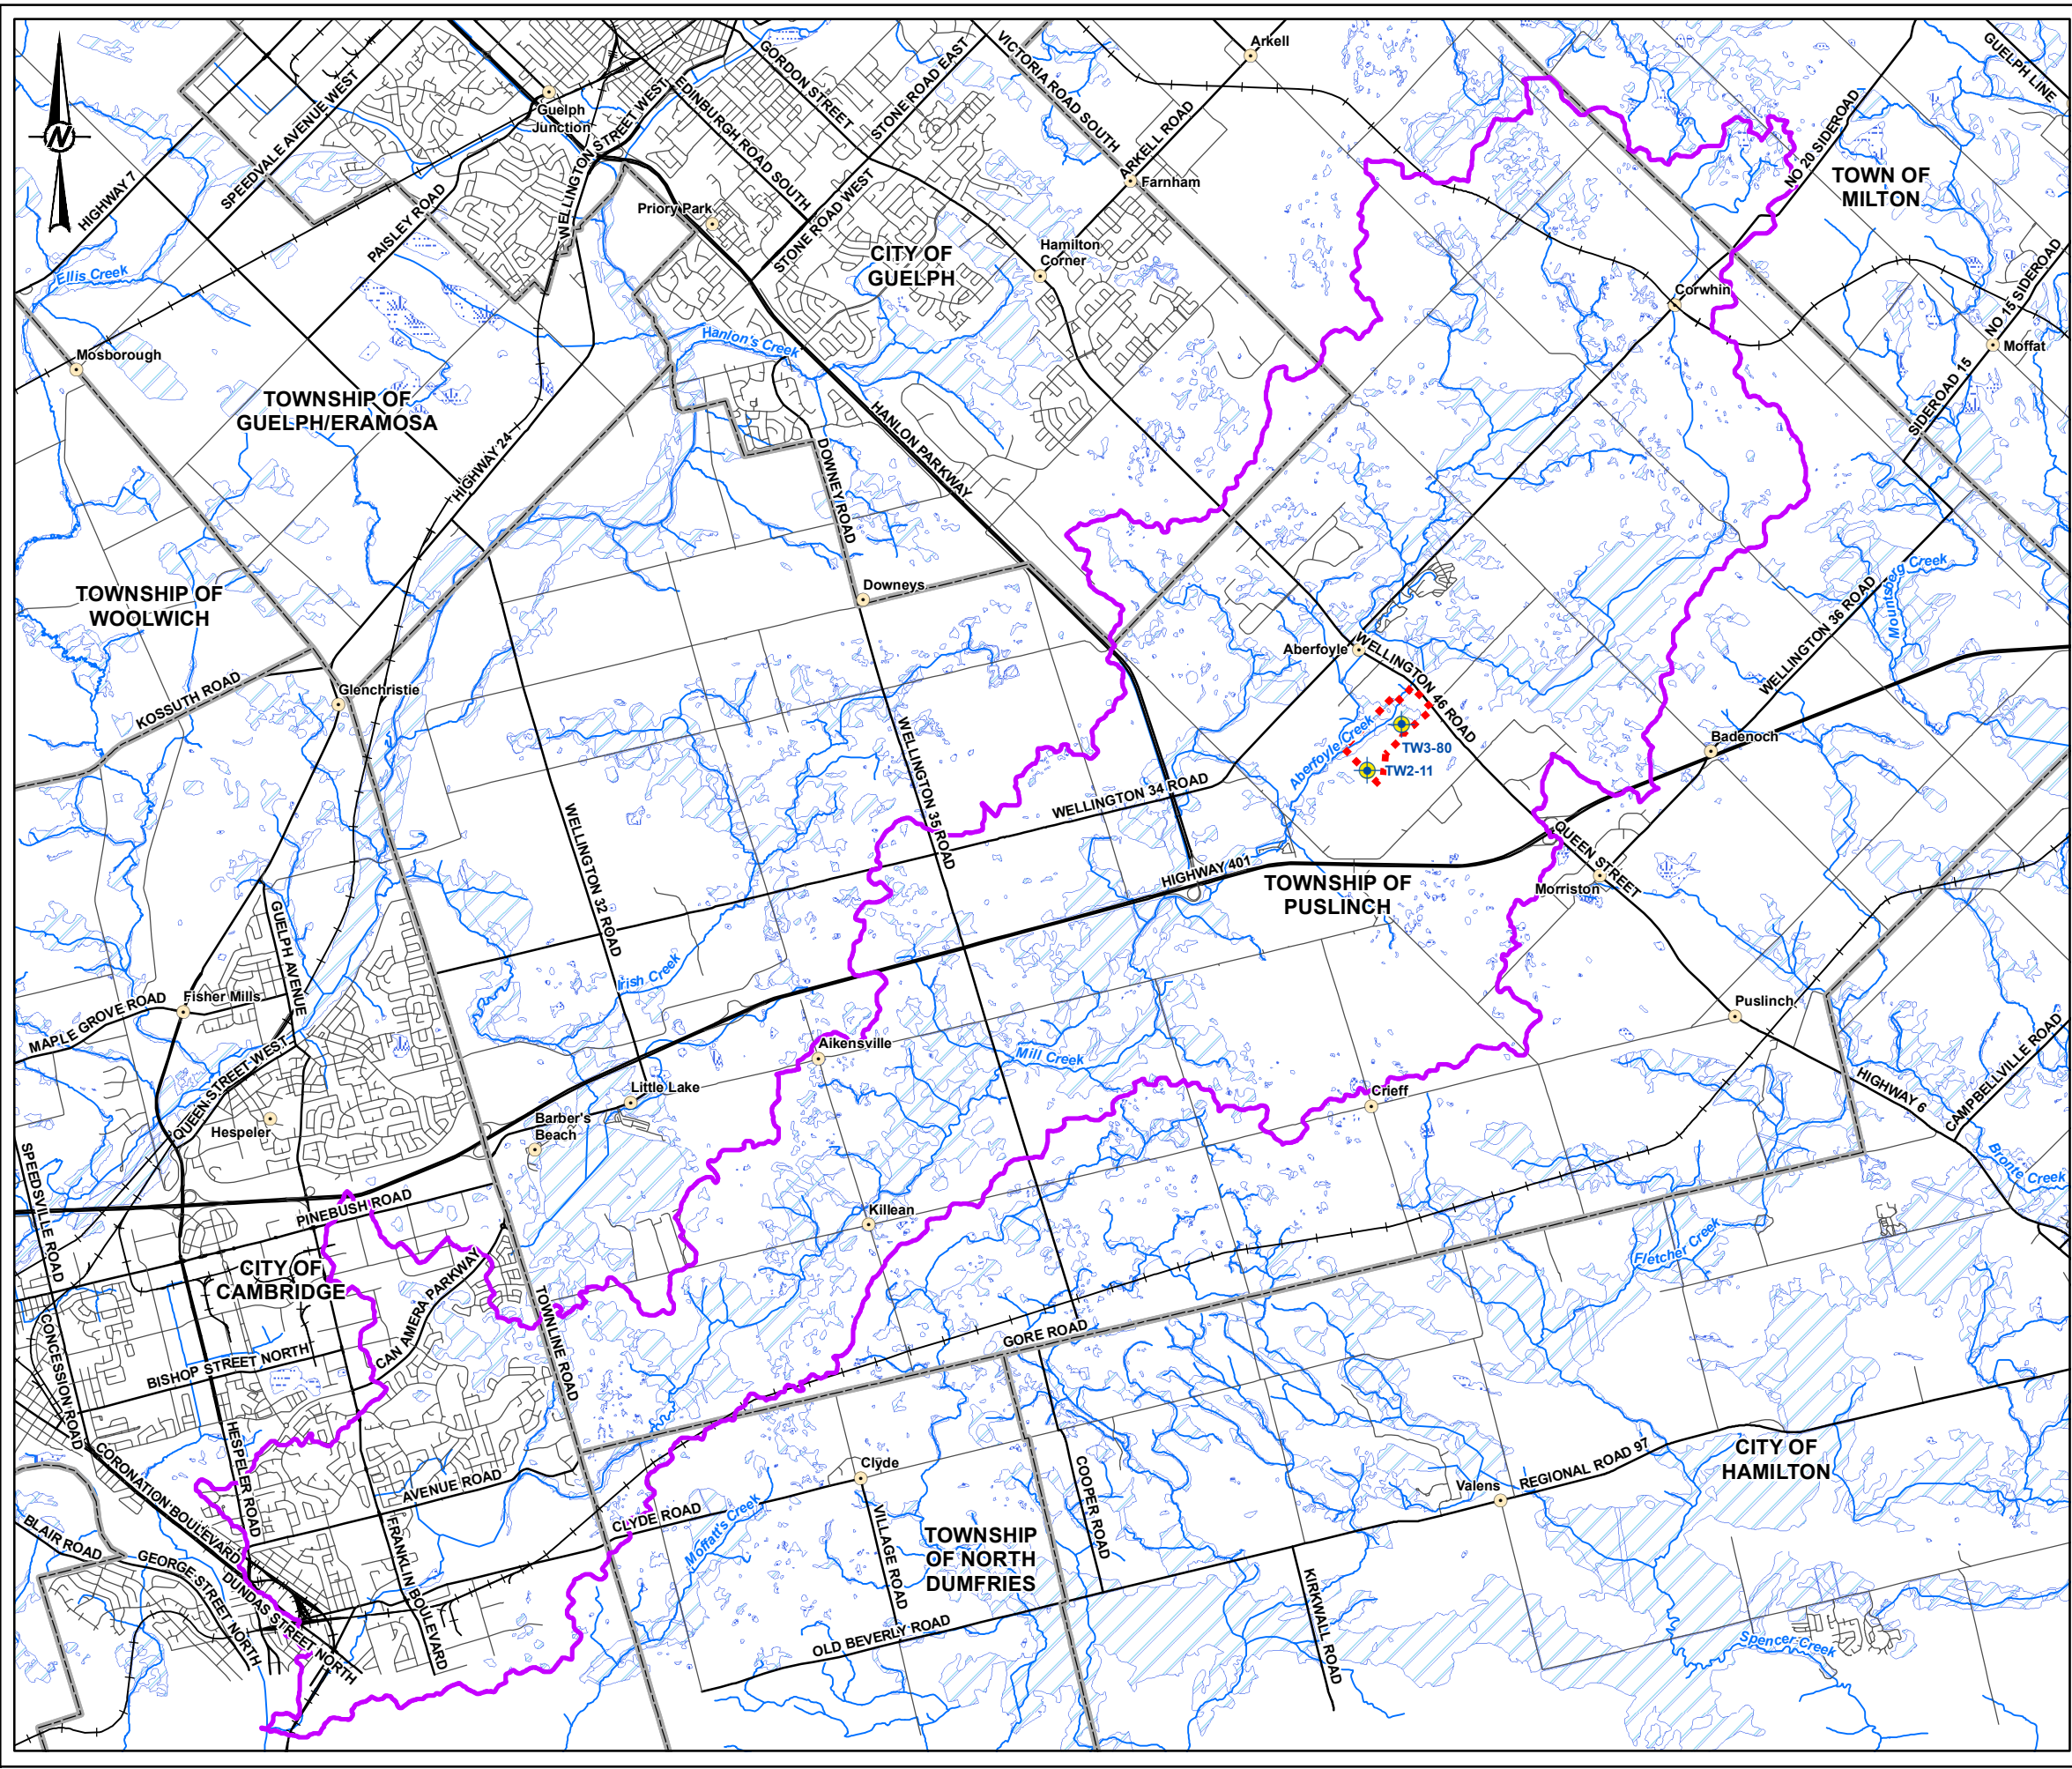 N
HIGHWAY 7
SPEEDVALE AVENUE WEST
Guelph
Junction
WELLINGTON STREET WEST
EDINBURGH ROAD SOUTH
GORDON STREET
STONE ROAD EAST
VICTORIA ROAD SOUTH
Arkell
ARKELL ROAD
Farnham
GUELPH LINE
NO 20 SIDEROAD
TOWN OF
MILTON
PAISLEY ROAD
Priory Park
STONE ROAD WEST
CITY OF
GUELPH
Hamilton
Corner
Ellis Creek
Mosborough
Hanlon's Creek
Corwhin
NO 15 SIDEROAD
Moffat
SIDEROAD 15
TOWNSHIP OF
GUELPH/ERAMOSA
HIGHWAY 24
HANLON PARKWAY
DOWNEY ROAD
Downeys
TOWNSHIP OF
WOOLWICH
KOSSUTH ROAD
Glenchristie
Aberfoyle
WELLINGTON 46 ROAD
Aberfoyle Creek
TW3-80
TW2-11
Mountsberg Creek
WELLINGTON 36 ROAD
Badenoch
WELLINGTON 35 ROAD
WELLINGTON 34 ROAD
WELLINGTON 32 ROAD
HIGHWAY 401
TOWNSHIP OF
PUSLINCH
QUEEN STREET
Morriston
GUELPH AVENUE
Irish Creek
Fisher Mills
MAPLE GROVE ROAD
QUEEN STREET WEST
Hespeler
Aikensville
Mill Creek
Little Lake
Barber's
Beach
Crieff
Puslinch
HIGHWAY 6
CAMPBELLVILLE ROAD
Bronte Creek
SPEEDSVILLE ROAD
PINEBUSH ROAD
Killean
CITY OF
CAMBRIDGE
CAN AMERA PARKWAY
TOWNLINE ROAD
Fletcher Creek
GORE ROAD
CONCESSION ROAD
BISHOP STREET NORTH
HESPELER ROAD
CORONATION BOULEVARD
AVENUE ROAD
FRANKLIN BOULEVARD
BLAIR ROAD
GEORGE STREET NORTH
DUNDAS STREET NORTH
CLYDE ROAD
Clyde
Moffatt's Creek
VILLAGE ROAD
TOWNSHIP
OF NORTH
DUMFRIES
COOPER ROAD
OLD BEVERLY ROAD
KIRKWALL ROAD
Valens
REGIONAL ROAD 97
CITY OF
HAMILTON
Spencer Creek